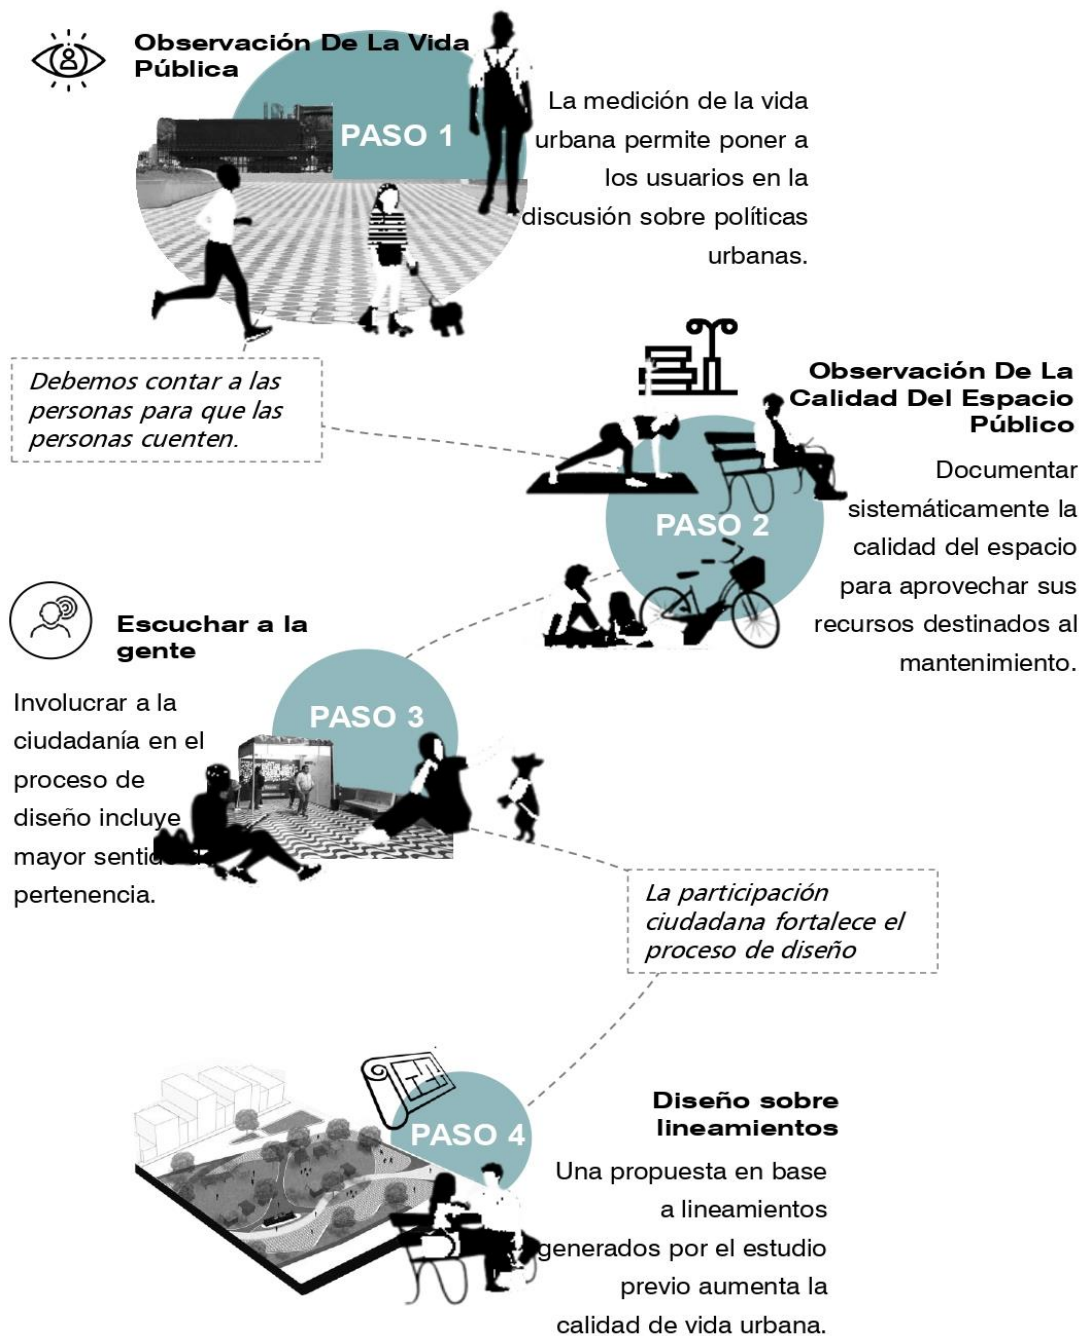 Observación De La Vida
Pública
PASO 1
La medición de la vida
urbana permite poner a
los usuarios en la
discusión sobre políticas
urbanas.
Debemos contar a las
personas para que las
personas cuenten.
Observación De La
Calidad Del Espacio
Público
PASO 2
Documentar
sistemáticamente la
calidad del espacio
para aprovechar sus
recursos destinados al
mantenimiento.
Escuchar a la
gente
PASO 3
Involucrar a la
ciudadanía en el
proceso de
diseño incluye
mayor sentido de
pertenencia.
La participación
ciudadana fortalece el
proceso de diseño
PASO 4
Diseño sobre
lineamientos
Una propuesta en base
a lineamientos
generados por el estudio
previo aumenta la
calidad de vida urbana.